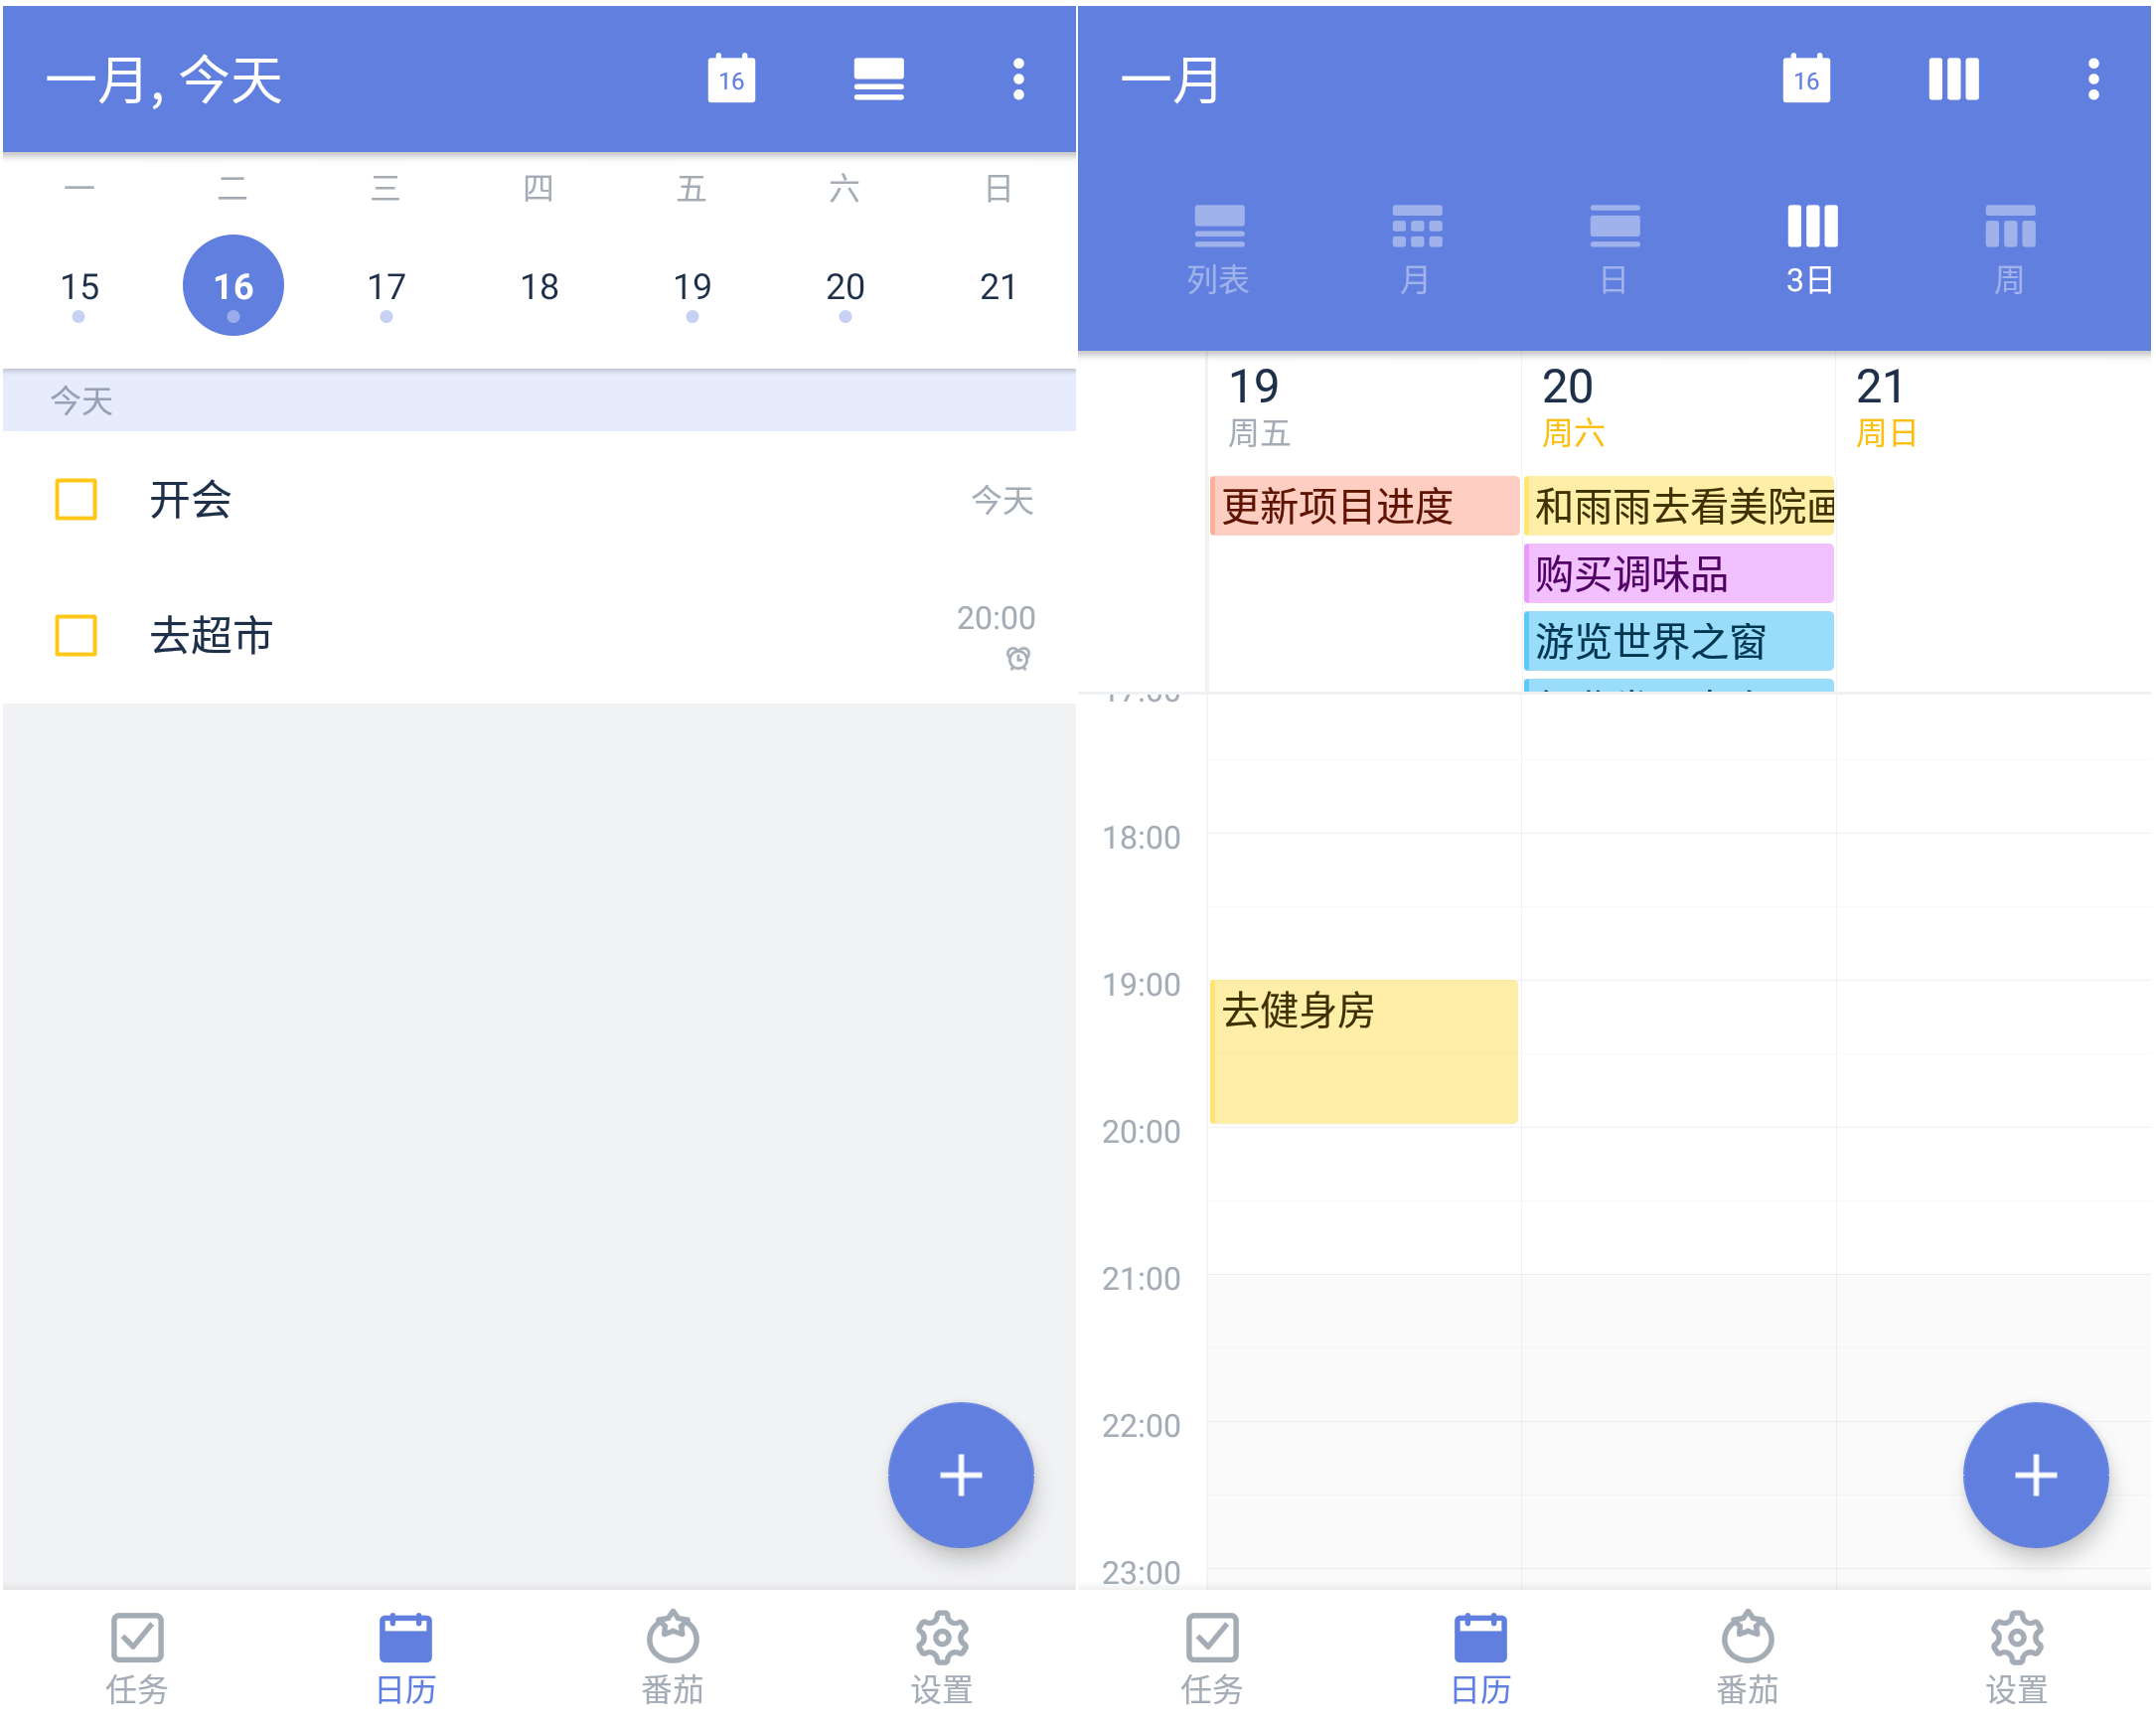 一月, 今天
16
一 二 三 四 五 六 日
15 16 17 18 19 20 21
今天
开会
今天
去超市
20:00
任务 日历 番茄 设置
一月
16
列表 月 日 3日 周
19 20 21
周五 周六 周日
更新项目进度
和雨雨去看美院画
购买调味品
游览世界之窗
17:00
18:00
19:00
去健身房
20:00
21:00
22:00
23:00
任务 日历 番茄 设置